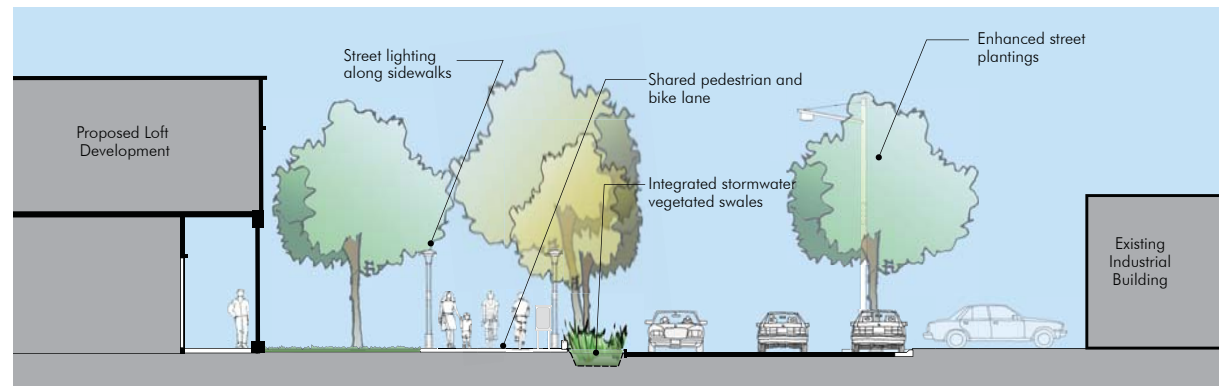 Street lighting
along sidewalks
Shared pedestrian and
bike lane
Enhanced street
plantings
Proposed Loft
Development
Integrated stormwater
vegetated swales
Existing
Industrial
Building